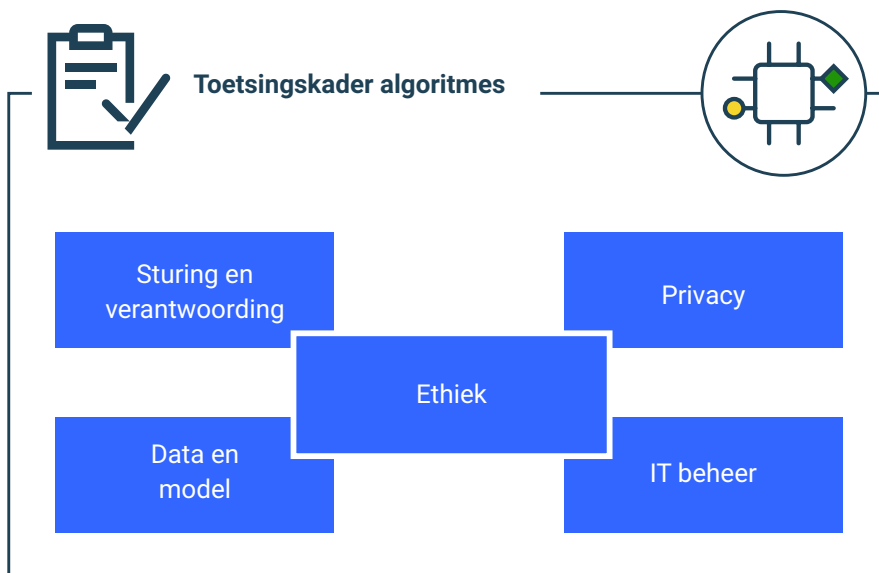 Toetsingskader algoritmes
Sturing en
verantwoording
Privacy
Ethiek
Data en
model
IT beheer